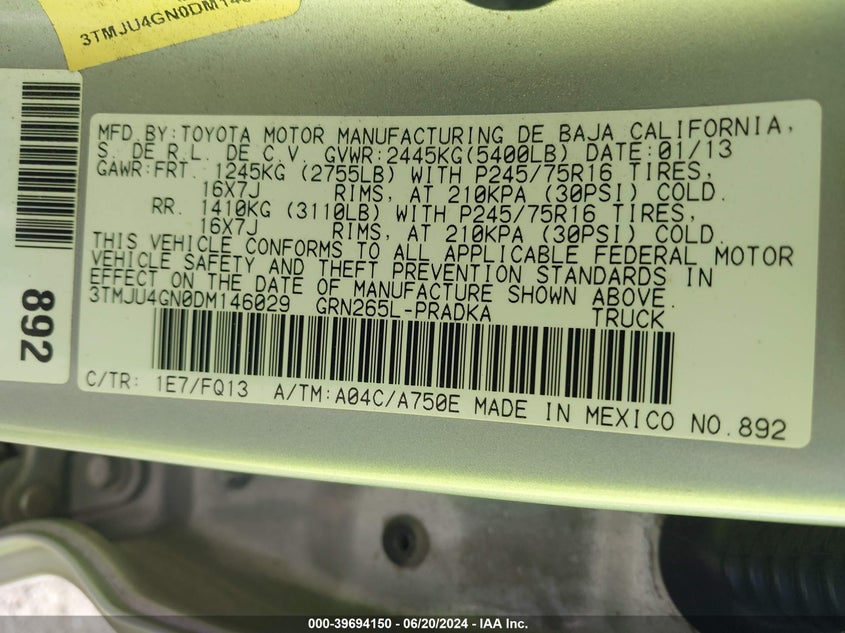 3TMJU4GN0DM146
892
MFD.BY:TOYOTA MOTOR MANUFACTURING DE BAJA CALIFORNIA,
S. DE R.L. DE C.V. GVWR:2445KG(5400LB) DATE:01/13
GAWR:FRT. 1245KG (2755LB) WITH P245/75R16 TIRES,
16X7J RIMS, AT 210KPA (30PSI) COLD.
RR. 1410KG (3110LB) WITH P245/75R16 TIRES,
16X7J RIMS, AT 210KPA (30PSI) COLD.
THIS VEHICLE CONFORMS TO ALL APPLICABLE FEDERAL MOTOR
VEHICLE SAFETY AND THEFT PREVENTION STANDARDS IN
EFFECT ON THE DATE OF MANUFACTURE SHOWN ABOVE.
3TMJU4GN0DM146029 GRN265L-PRADKA TRUCK
C/TR: 1E7/FQ13 A/TM:A04C/A750E MADE IN MEXICO NO.892
000-39694150 - 06/20/2024 - IAA Inc.